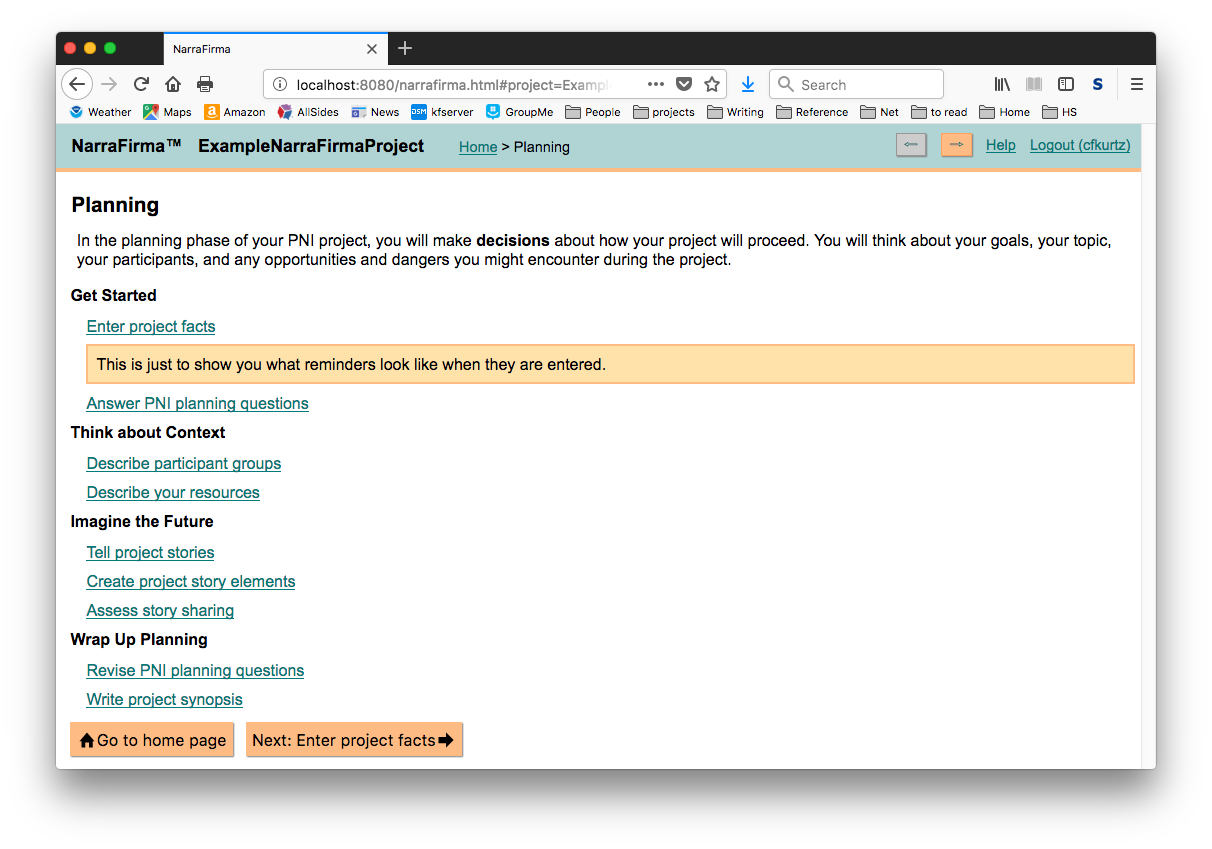 NarraFirma
localhost:8080/narrafirma.html#project=Exampl
Search
S
Weather Maps Amazon AllSides News DSM kfserver GroupMe People projects Writing Reference Net to read Home HS
NarraFirma™ ExampleNarraFirmaProject Home > Planning Help Logout (cfkurtz)
Planning
In the planning phase of your PNI project, you will make decisions about how your project will proceed. You will think about your goals, your topic,
your participants, and any opportunities and dangers you might encounter during the project.
Get Started
Enter project facts
This is just to show you what reminders look like when they are entered.
Answer PNI planning questions
Think about Context
Describe participant groups
Describe your resources
Imagine the Future
Tell project stories
Create project story elements
Assess story sharing
Wrap Up Planning
Revise PNI planning questions
Write project synopsis
Go to home page Next: Enter project facts